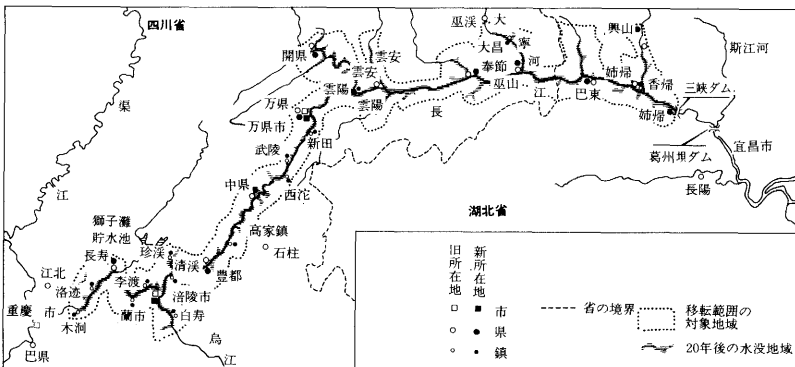 四川省
巫渓
大
寧
河
大昌
興山
斯江河
開県
雲安
雲安
雲陽
雲陽
奉節
巫山
長
江
巴東
姉帰
香帰
姉帰
三峡ダム
宜昌市
葛州坦ダム
長陽
渠
江
万県
万県市
新田
武陵
西沱
中県
高家鎮
石柱
湖北省
獅子灘
貯水池
長寿
珍渓
清渓
豊都
江北
洛迹
李渡
涪陵市
重慶
市
木洞
蘭市
白寿
烏
江
巴県
旧所在地
新所在地
市
県
鎮
省の境界
移転範囲の
対象地域
20年後の水没地域